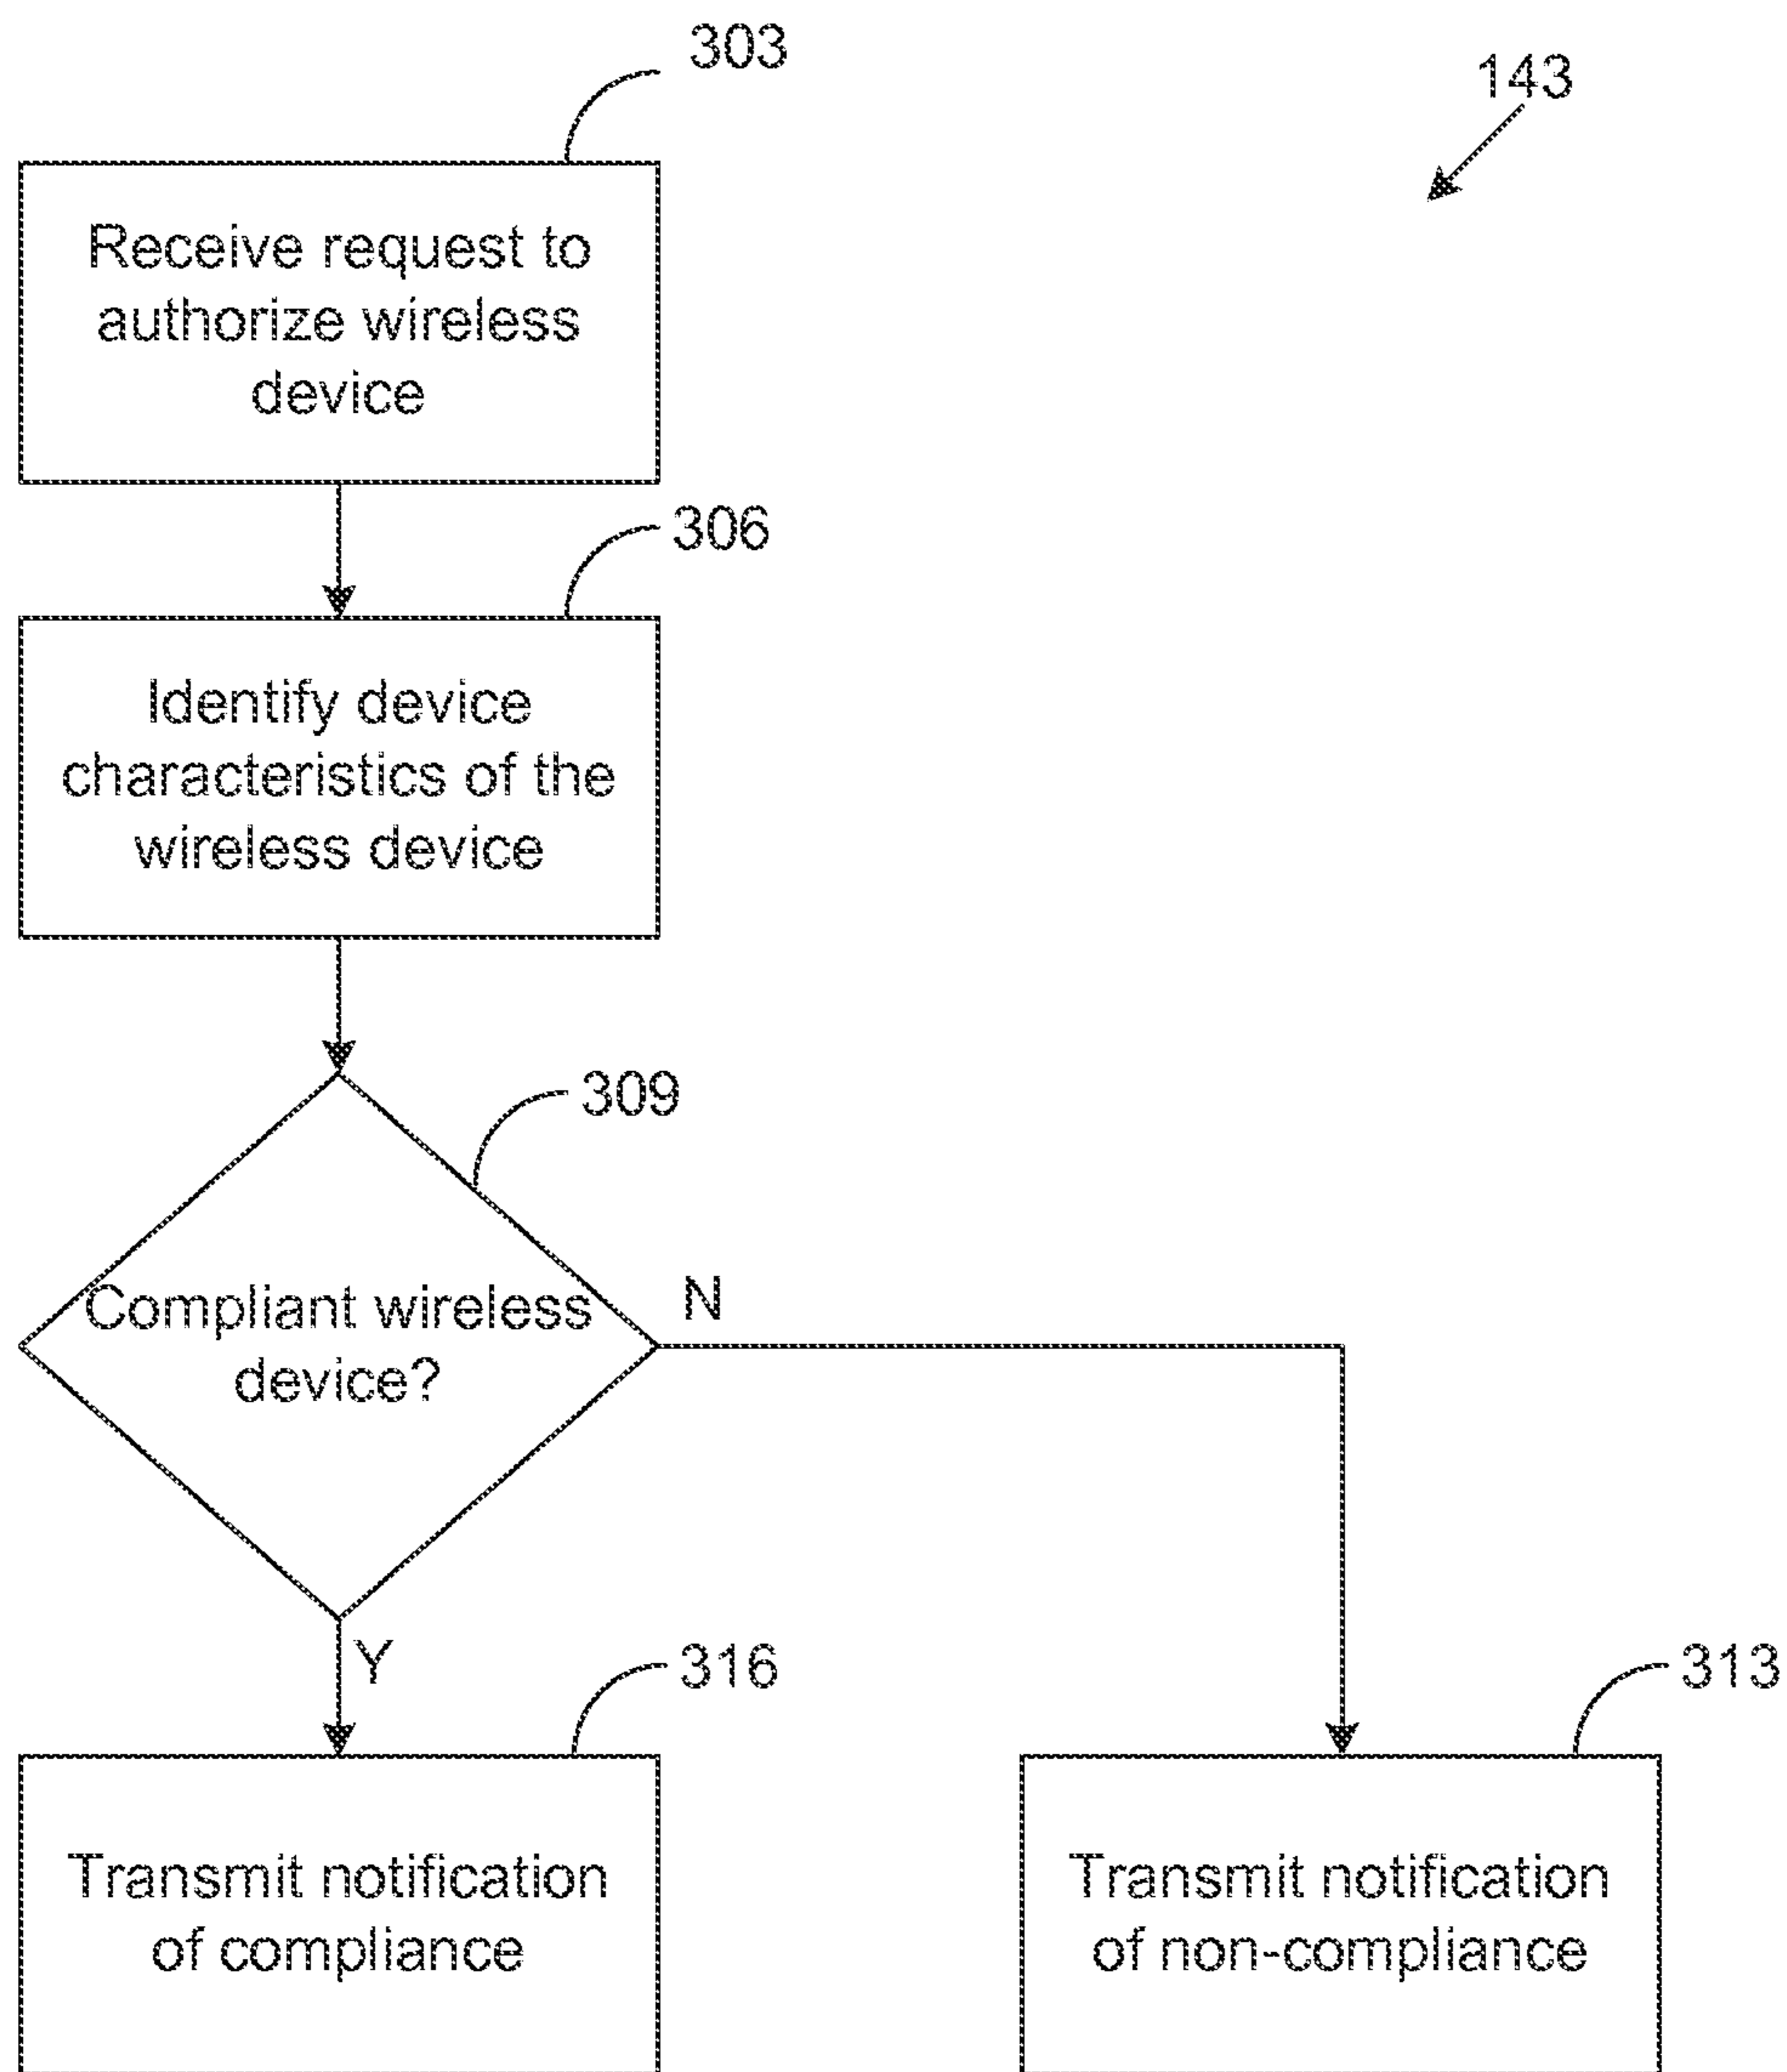 303
143
Receive request to
authorize wireless
device
306
Identify device
characteristics of the
wireless device
309
Compliant wireless
device?
N
Y
316
313
Transmit notification
of compliance
Transmit notification
of non-compliance